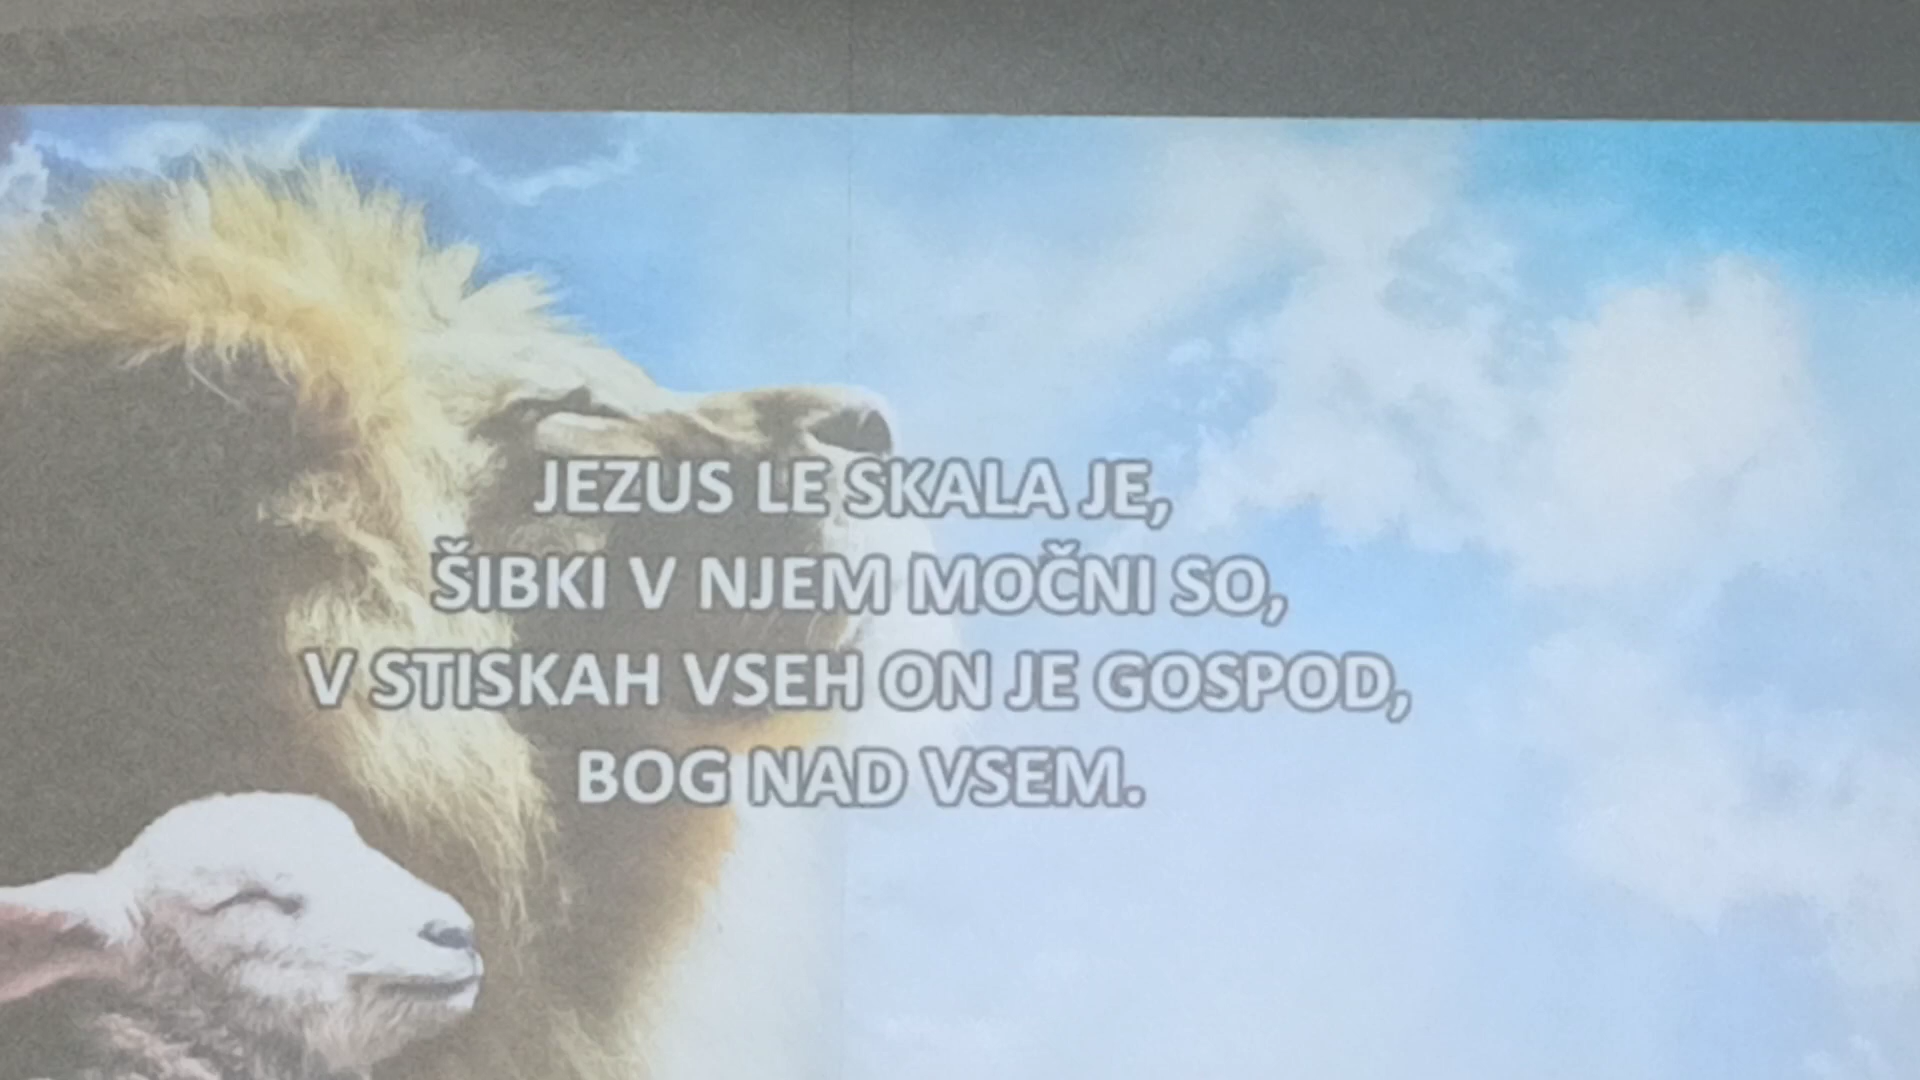 JEZUS LE SKALA JE,
ŠIBKI V NJEM MOČNI SO,
V STISKAH VSEH ON JE GOSPOD,
BOG NAD VSEM.